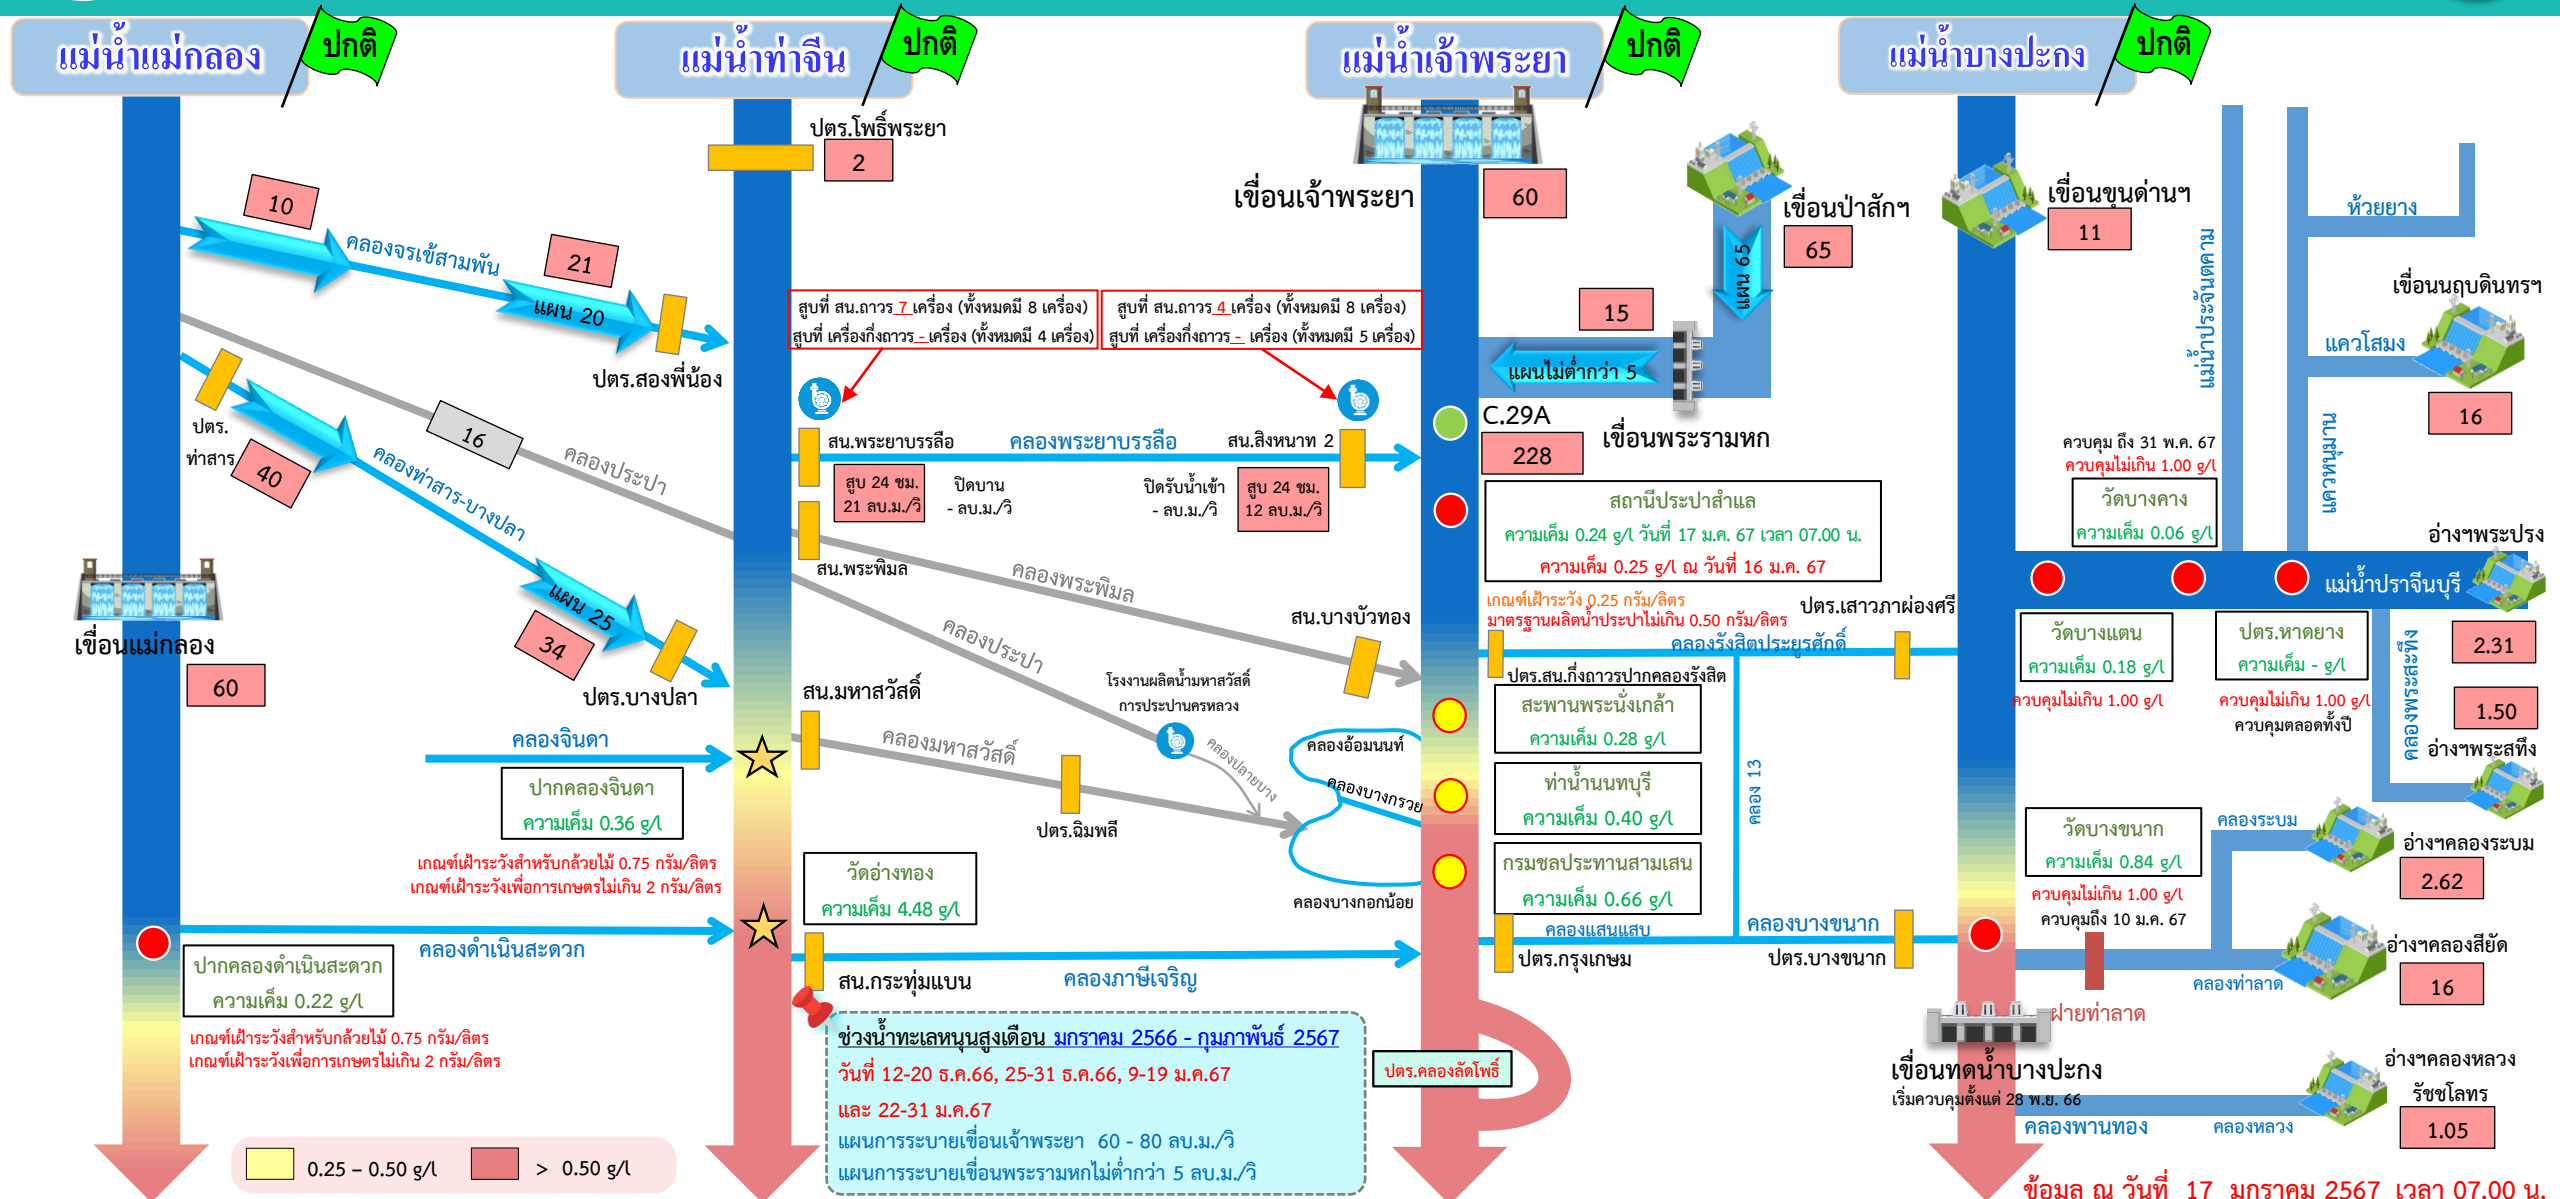 แม่น้ำแม่กลอง
ปกติ
แม่น้ำท่าจีน
ปกติ
แม่น้ำเจ้าพระยา
ปกติ
แม่น้ำบางปะกง
ปกติ
10
คลองจรเข้สามพัน
21
แผน 20
ปตร.สองพี่น้อง
ปตร.
ท่าสาร
40
คลองท่าสาร-บางปลา
แผน 25
34
ปตร.บางปลา
16
คลองประปา
เขื่อนแม่กลอง
60
คลองจินดา
ปากคลองจินดา
ความเค็ม 0.36 g/l
เกณฑ์เฝ้าระวังสำหรับกล้วยไม้ 0.75 กรัม/ลิตร
เกณฑ์เฝ้าระวังเพื่อการเกษตรไม่เกิน 2 กรัม/ลิตร
คลองดำเนินสะดวก
ปากคลองดำเนินสะดวก
ความเค็ม 0.22 g/l
เกณฑ์เฝ้าระวังสำหรับกล้วยไม้ 0.75 กรัม/ลิตร
เกณฑ์เฝ้าระวังเพื่อการเกษตรไม่เกิน 2 กรัม/ลิตร
0.25 – 0.50 g/l
> 0.50 g/l
ปตร.โพธิ์พระยา
2
สูบที่ สน.ถาวร 7 เครื่อง (ทั้งหมดมี 8 เครื่อง)
สูบที่ เครื่องกึ่งถาวร - เครื่อง (ทั้งหมดมี 4 เครื่อง)
สูบที่ สน.ถาวร 4 เครื่อง (ทั้งหมดมี 8 เครื่อง)
สูบที่ เครื่องกึ่งถาวร - เครื่อง (ทั้งหมดมี 5 เครื่อง)
สน.พระยาบรรลือ
คลองพระยาบรรลือ
สน.สิงหนาท 2
สูบ 24 ชม.
21 ลบ.ม./วิ
ปิดบาน
- ลบ.ม./วิ
ปิดรับน้ำเข้า
- ลบ.ม./วิ
สูบ 24 ชม.
12 ลบ.ม./วิ
สน.พระพิมล
คลองพระพิมล
สน.บางบัวทอง
คลองประปา
โรงงานผลิตน้ำมหาสวัสดิ์
การประปานครหลวง
สน.มหาสวัสดิ์
คลองมหาสวัสดิ์
คลองปลายบาง
ปตร.ฉิมพลี
คลองอ้อมนนท์
คลองบางกรวย
คลองบางกอกน้อย
วัดอ่างทอง
ความเค็ม 4.48 g/l
สน.กระทุ่มแบน
คลองภาษีเจริญ
ช่วงน้ำทะเลหนุนสูงเดือน มกราคม 2566 - กุมภาพันธ์ 2567
วันที่ 12-20 ธ.ค.66, 25-31 ธ.ค.66, 9-19 ม.ค.67
และ 22-31 ม.ค.67
แผนการระบายเขื่อนเจ้าพระยา 60 - 80 ลบ.ม./วิ
แผนการระบายเขื่อนพระรามหกไม่ต่ำกว่า 5 ลบ.ม./วิ
ปตร.คลองลัดโพธิ์
เขื่อนเจ้าพระยา
60
เขื่อนป่าสักฯ
65
แผน 65
15
แผนไม่ต่ำกว่า 5
เขื่อนพระรามหก
C.29A
228
สถานีประปาสำแล
ความเค็ม 0.24 g/l วันที่ 17 ม.ค. 67 เวลา 07.00 น.
ความเค็ม 0.25 g/l ณ วันที่ 16 ม.ค. 67
เกณฑ์เฝ้าระวัง 0.25 กรัม/ลิตร
มาตรฐานผลิตน้ำประปาไม่เกิน 0.50 กรัม/ลิตร
ปตร.เสาวภาผ่องศรี
คลองรังสิตประยูรศักดิ์
ปตร.สน.กึ่งถาวรปากคลองรังสิต
สะพานพระนั่งเกล้า
ความเค็ม 0.28 g/l
ท่าน้ำนนทบุรี
ความเค็ม 0.40 g/l
กรมชลประทานสามเสน
ความเค็ม 0.66 g/l
คลอง 13
คลองแสนแสบ
ปตร.กรุงเกษม
คลองบางขนาก
ปตร.บางขนาก
เขื่อนขุนด่านฯ
11
แม่น้ำประจันตคาม
ห้วยยาง
เขื่อนนฤบดินทรฯ
แควโสมง
16
แควหนุมาน
ควบคุม ถึง 31 พ.ค. 67
ควบคุมไม่เกิน 1.00 g/l
วัดบางคาง
ความเค็ม 0.06 g/l
อ่างฯพระปรง
แม่น้ำปราจีนบุรี
2.31
วัดบางแตน
ความเค็ม 0.18 g/l
ควบคุมไม่เกิน 1.00 g/l
ปตร.หาดยาง
ความเค็ม - g/l
ควบคุมไม่เกิน 1.00 g/l
ควบคุมตลอดทั้งปี
คลองพระสะทึง
1.50
อ่างฯพระสทึง
วัดบางขนาก
ความเค็ม 0.84 g/l
ควบคุมไม่เกิน 1.00 g/l
ควบคุมถึง 10 ม.ค. 67
คลองระบม
อ่างฯคลองระบม
2.62
อ่างฯคลองสียัด
16
คลองท่าลาด
ฝายท่าลาด
เขื่อนทดน้ำบางปะกง
เริ่มควบคุมตั้งแต่ 28 พ.ย. 66
อ่างฯคลองหลวง
รัชชโลทร
1.05
คลองพานทอง
คลองหลวง
ข้อมูล ณ วันที่ 17 มกราคม 2567 เวลา 07.00 น.